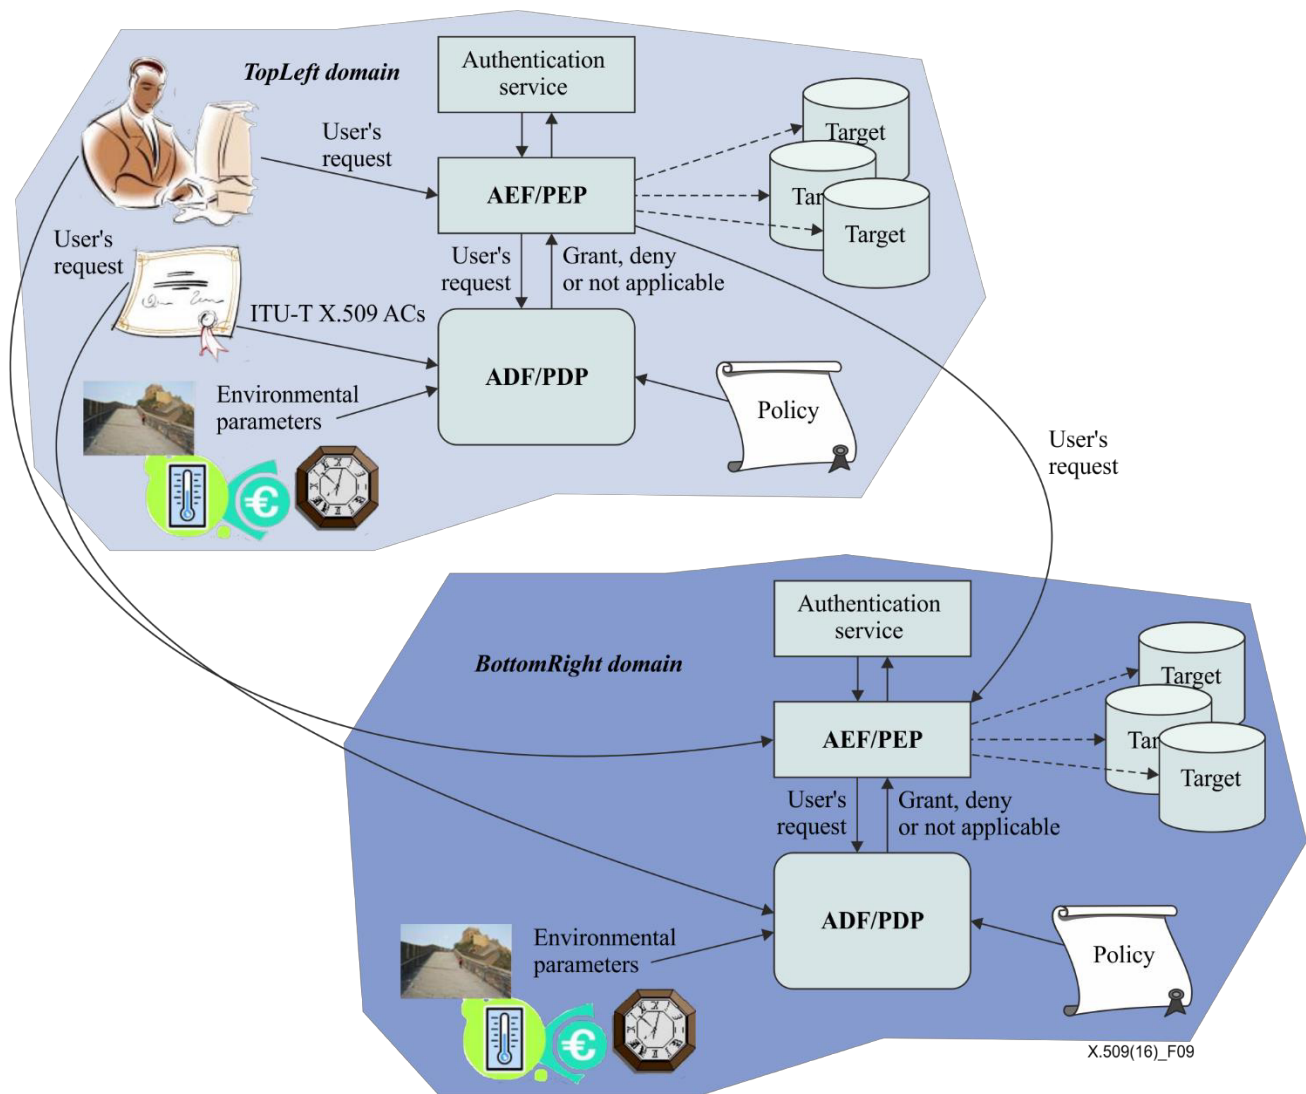 TopLeft domain
Authentication
service
User's
request
Target
AEF/PEP
Tar
Target
User's
request
User's
request
Grant, deny
or not applicable
ITU-T X.509 ACs
ADF/PDP
Environmental
parameters
Policy
User's
request
Authentication
service
BottomRight domain
Target
AEF/PEP
Tar
Target
User's
request
Grant, deny
or not applicable
ADF/PDP
Environmental
parameters
Policy
X.509(16)_F09